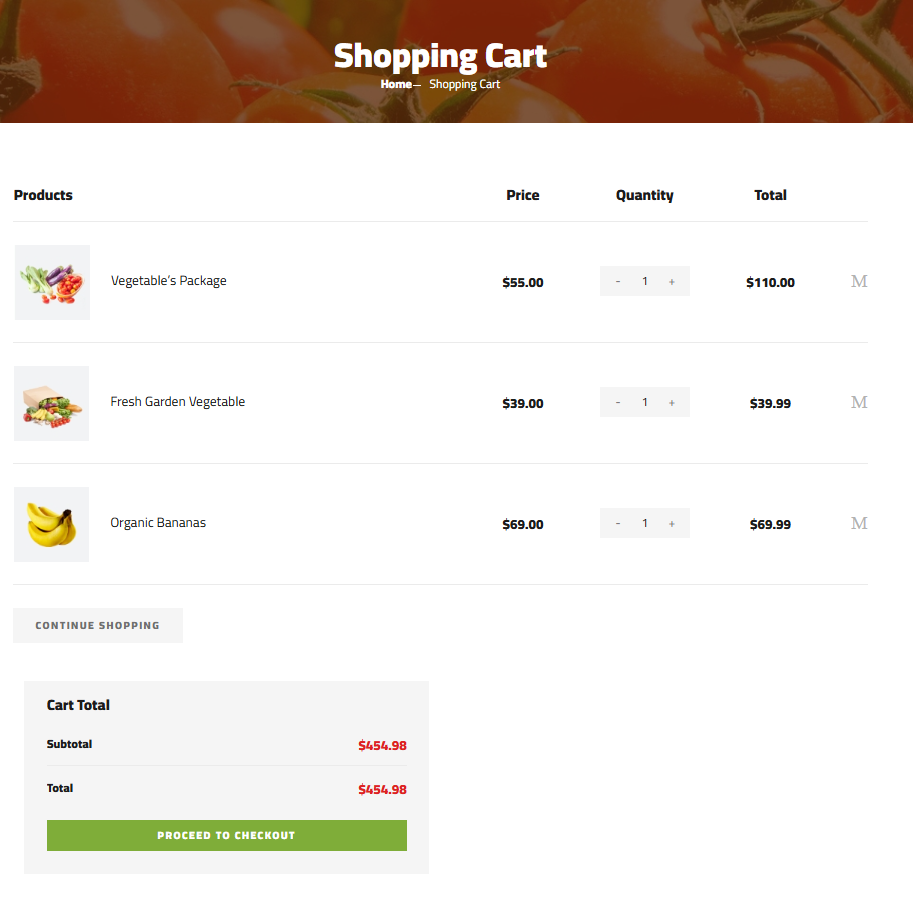 Shopping Cart
Home– Shopping Cart
Products Price Quantity Total
Vegetable's Package $55.00 - 1 + $110.00 M
Fresh Garden Vegetable $39.00 - 1 + $39.99 M
Organic Bananas $69.00 - 1 + $69.99 M
CONTINUE SHOPPING
Cart Total
Subtotal $454.98
Total $454.98
PROCEED TO CHECKOUT